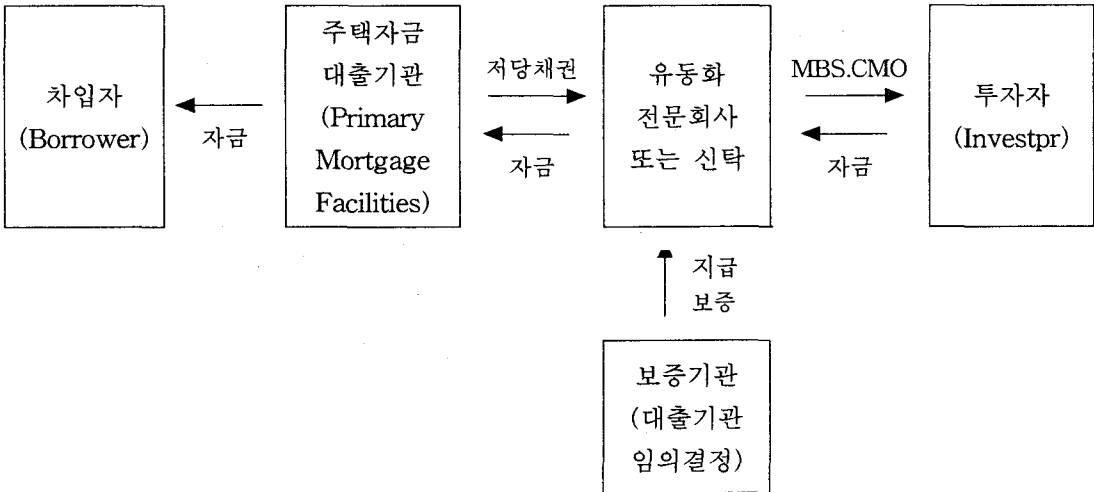 차입자
(Borrower)
자금
주택자금
대출기관
(Primary
Mortgage
Facilities)
저당채권
자금
유동화
전문회사
또는 신탁
MBS.CMO
자금
투자자
(Investpr)
지급
보증
보증기관
(대출기관
임의결정)